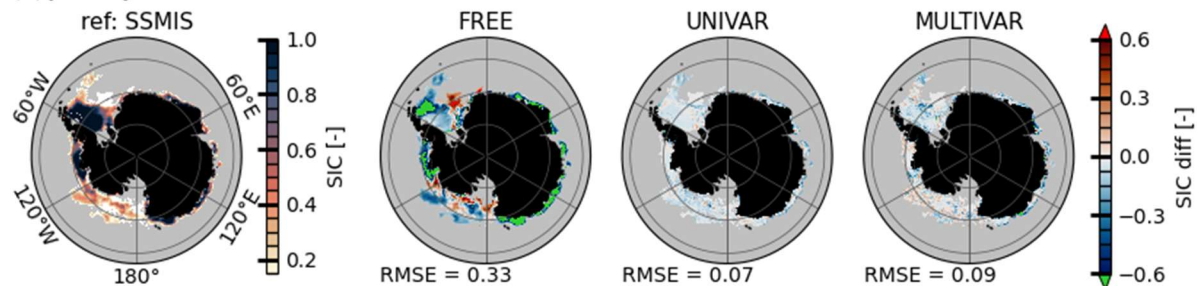 ref: SSMIS
FREE
UNIVAR
MULTIVAR
60°W
60°E
120°W
120°E
180°
1.0
0.8
0.6
0.4
0.2
SIC [-]
RMSE = 0.33
RMSE = 0.07
RMSE = 0.09
0.6
0.3
0.0
−0.3
−0.6
SIC diff [-]